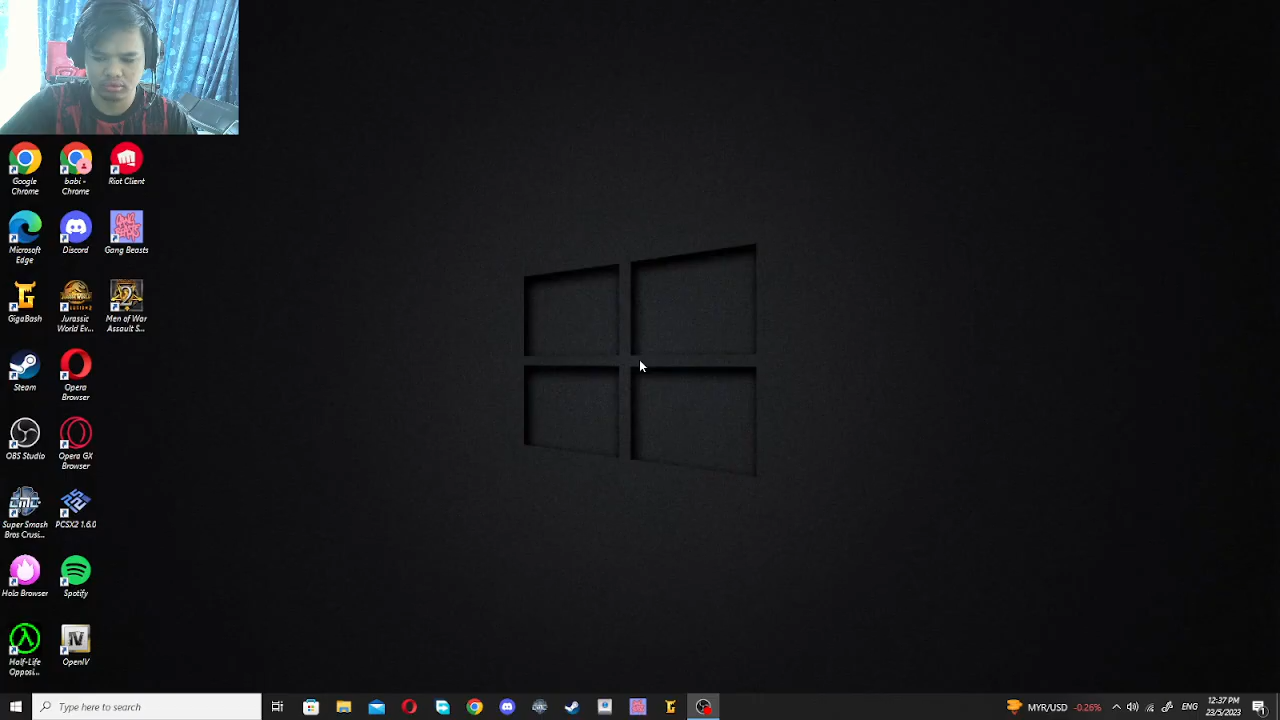 Google
Chrome
babi -
Chrome
Riot Client
Microsoft
Edge
Discord
Gang Beasts
GigaBash
Jurassic
World Ev...
Men of War
Assault S...
Steam
Opera
Browser
OBS Studio
Opera GX
Browser
Super Smash
Bros Crusi...
PCSX2 1.6.0
Hola Browser
Spotify
Half-Life
Opposi...
OpenIV
Type here to search
MYR/USD -0.26%
ENG
12:37 PM
23/5/2023